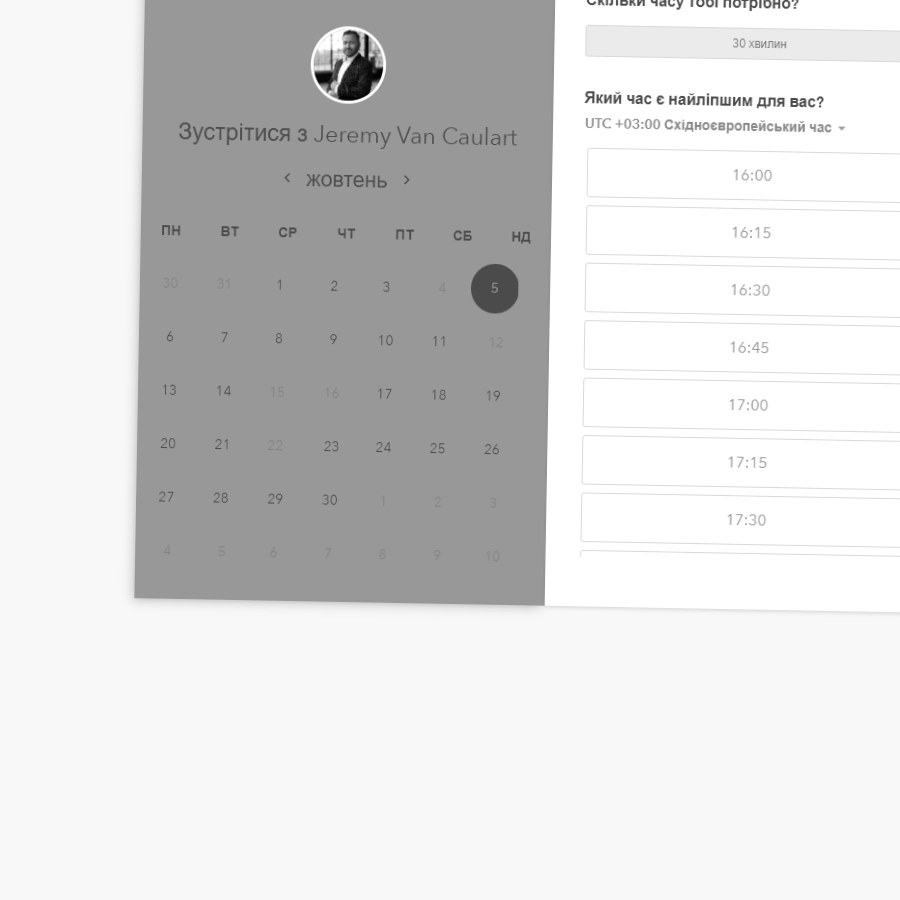 Зустрітися з Jeremy Van Caulart
жовтень
ПН ВТ СР ЧТ ПТ СБ НД
30 31 1 2 3 4 5
6 7 8 9 10 11 12
13 14 15 16 17 18 19
20 21 22 23 24 25 26
27 28 29 30 1 2 3
4 5 6 7 8 9 10
Скільки часу тобі потрібно?
30 хвилин
Який час є найліпшим для вас?
UTC +03:00 Східноєвропейський час
16:00
16:15
16:30
16:45
17:00
17:15
17:30